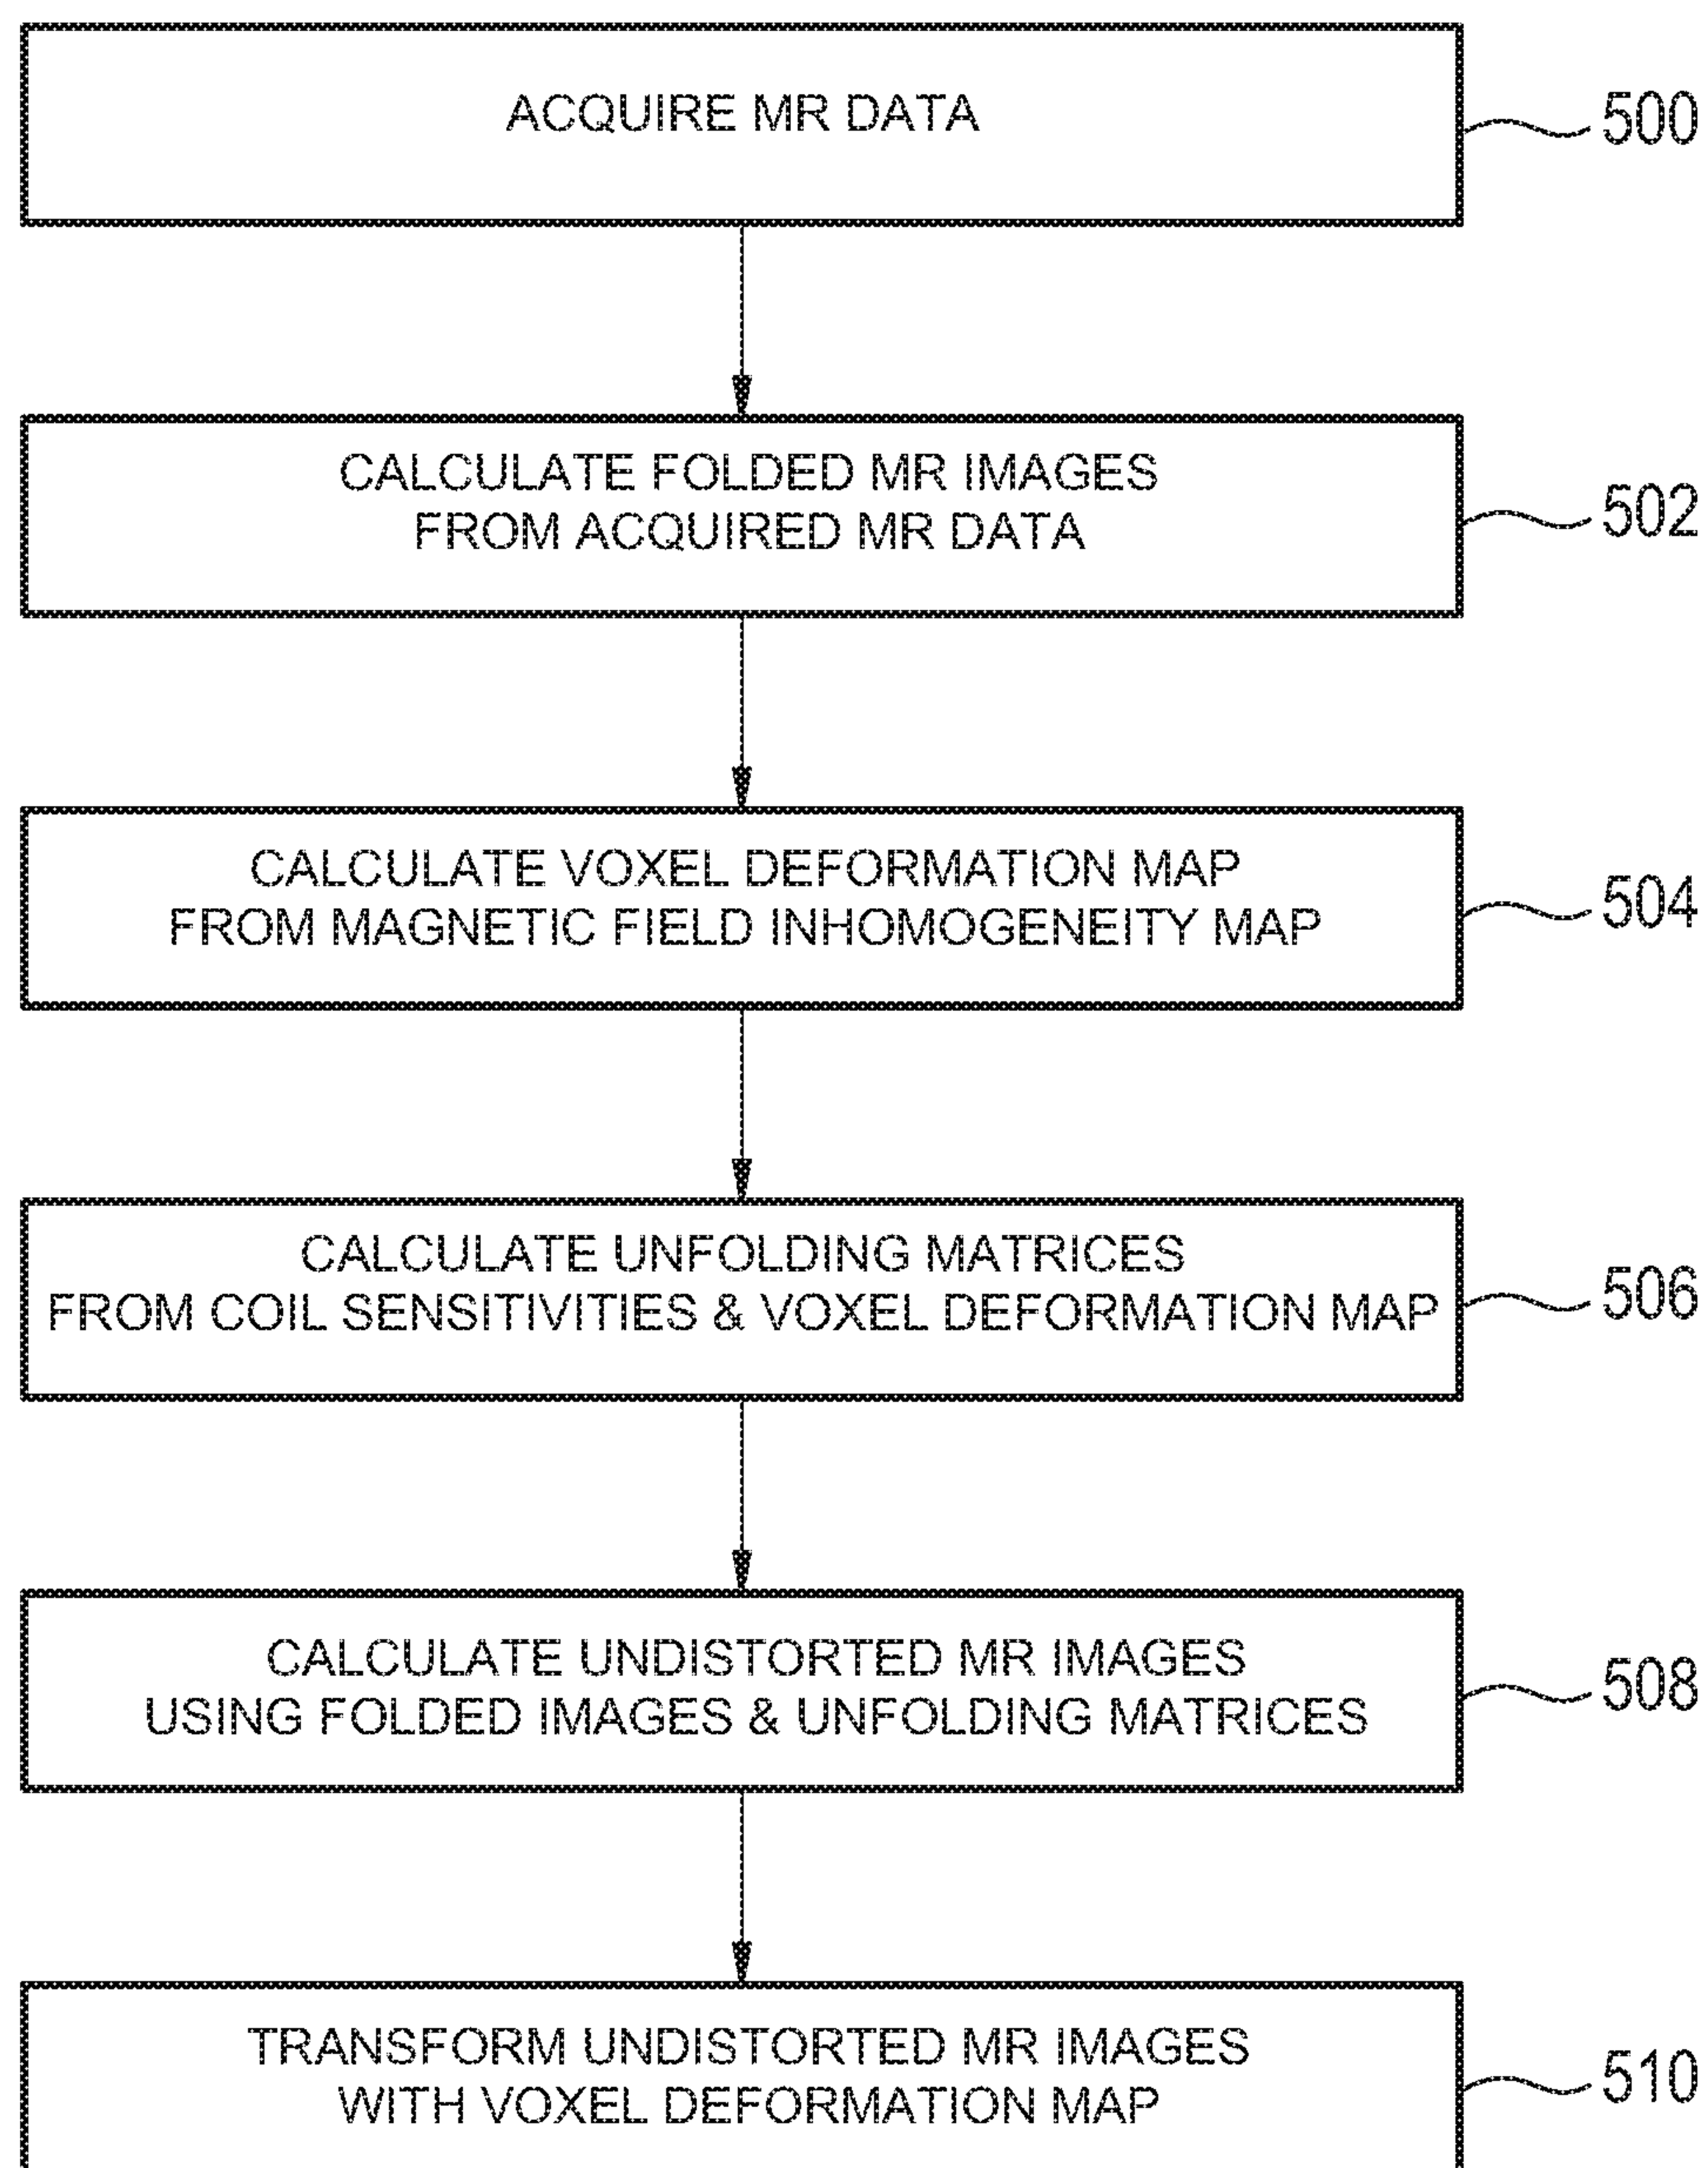 ACQUIRE MR DATA
500
CALCULATE FOLDED MR IMAGES
FROM ACQUIRED MR DATA
502
CALCULATE VOXEL DEFORMATION MAP
FROM MAGNETIC FIELD INHOMOGENEITY MAP
504
CALCULATE UNFOLDING MATRICES
FROM COIL SENSITIVITIES & VOXEL DEFORMATION MAP
506
CALCULATE UNDISTORTED MR IMAGES
USING FOLDED IMAGES & UNFOLDING MATRICES
508
TRANSFORM UNDISTORTED MR IMAGES
WITH VOXEL DEFORMATION MAP
510